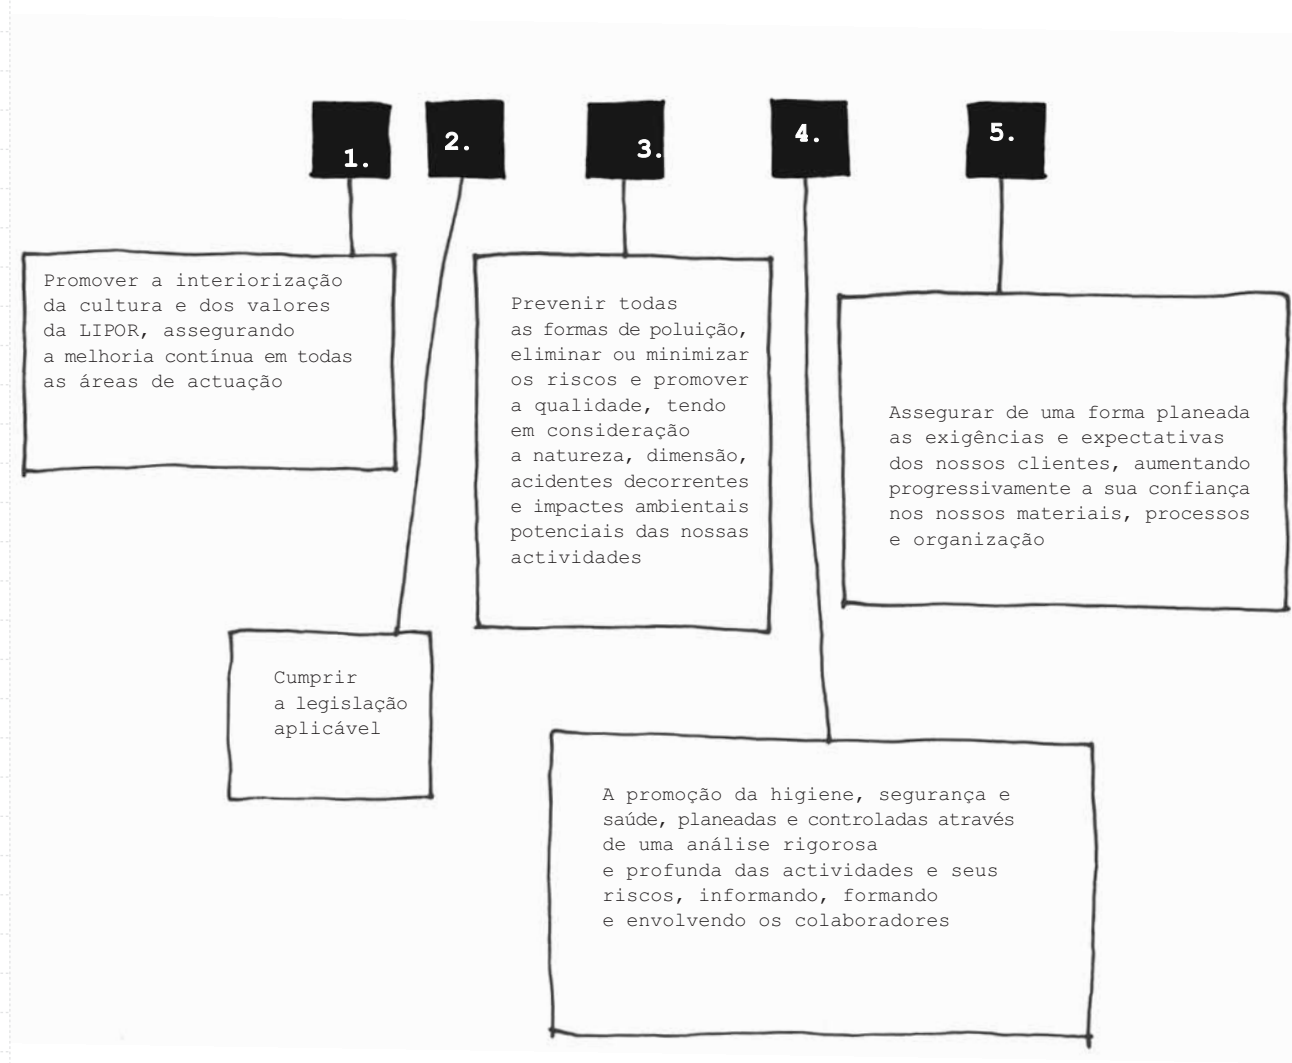 1.
Promover a interiorização
da cultura e dos valores
da LIPOR, assegurando
a melhoria contínua em todas
as áreas de actuação
2.
Cumprir
a legislação
aplicável
3.
Prevenir todas
as formas de poluição,
eliminar ou minimizar
os riscos e promover
a qualidade, tendo
em consideração
a natureza, dimensão,
acidentes decorrentes
e impactes ambientais
potenciais das nossas
actividades
4.
A promoção da higiene, segurança e
saúde, planeadas e controladas através
de uma análise rigorosa
e profunda das actividades e seus
riscos, informando, formando
e envolvendo os colaboradores
5.
Assegurar de uma forma planeada
as exigências e expectativas
dos nossos clientes, aumentando
progressivamente a sua confiança
nos nossos materiais, processos
e organização